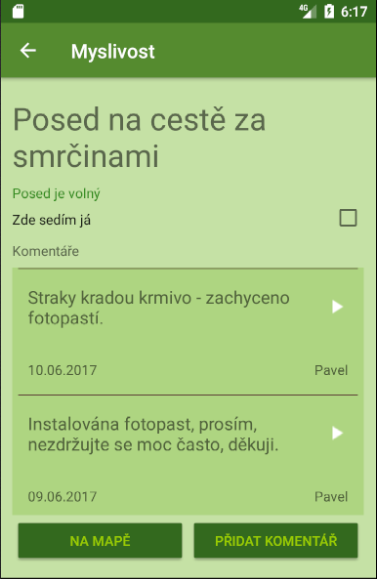 4G 6:17
Myslivost
Posed na cestě za
smrčinami
Posed je volný
Zde sedím já
Komentáře
Straky kradou krmivo - zachyceno
fotopastí.
10.06.2017 Pavel
Instalována fotopast, prosím,
nezdržujte se moc často, děkuji.
09.06.2017 Pavel
NA MAPĚ PŘIDAT KOMENTÁŘ